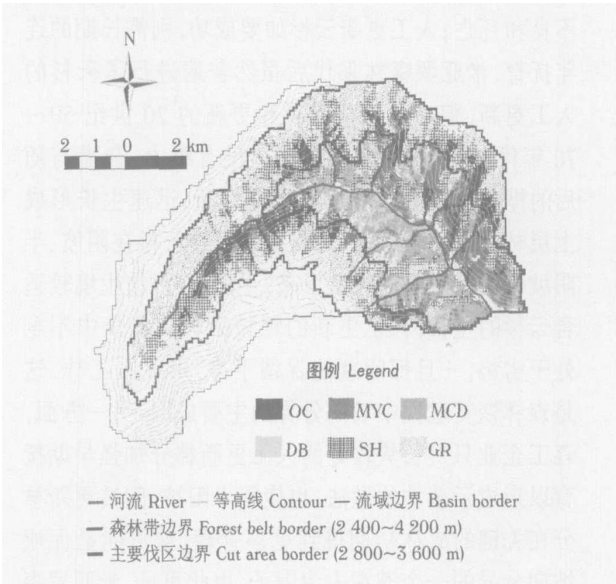 N
2 1 0 2 km
图例 Legend
OC MYC MCD
DB SH GR
河流 River 等高线 Contour 流域边界 Basin border
森林带边界 Forest belt border (2 400~4 200 m)
主要伐区边界 Cut area border (2 800~3 600 m)